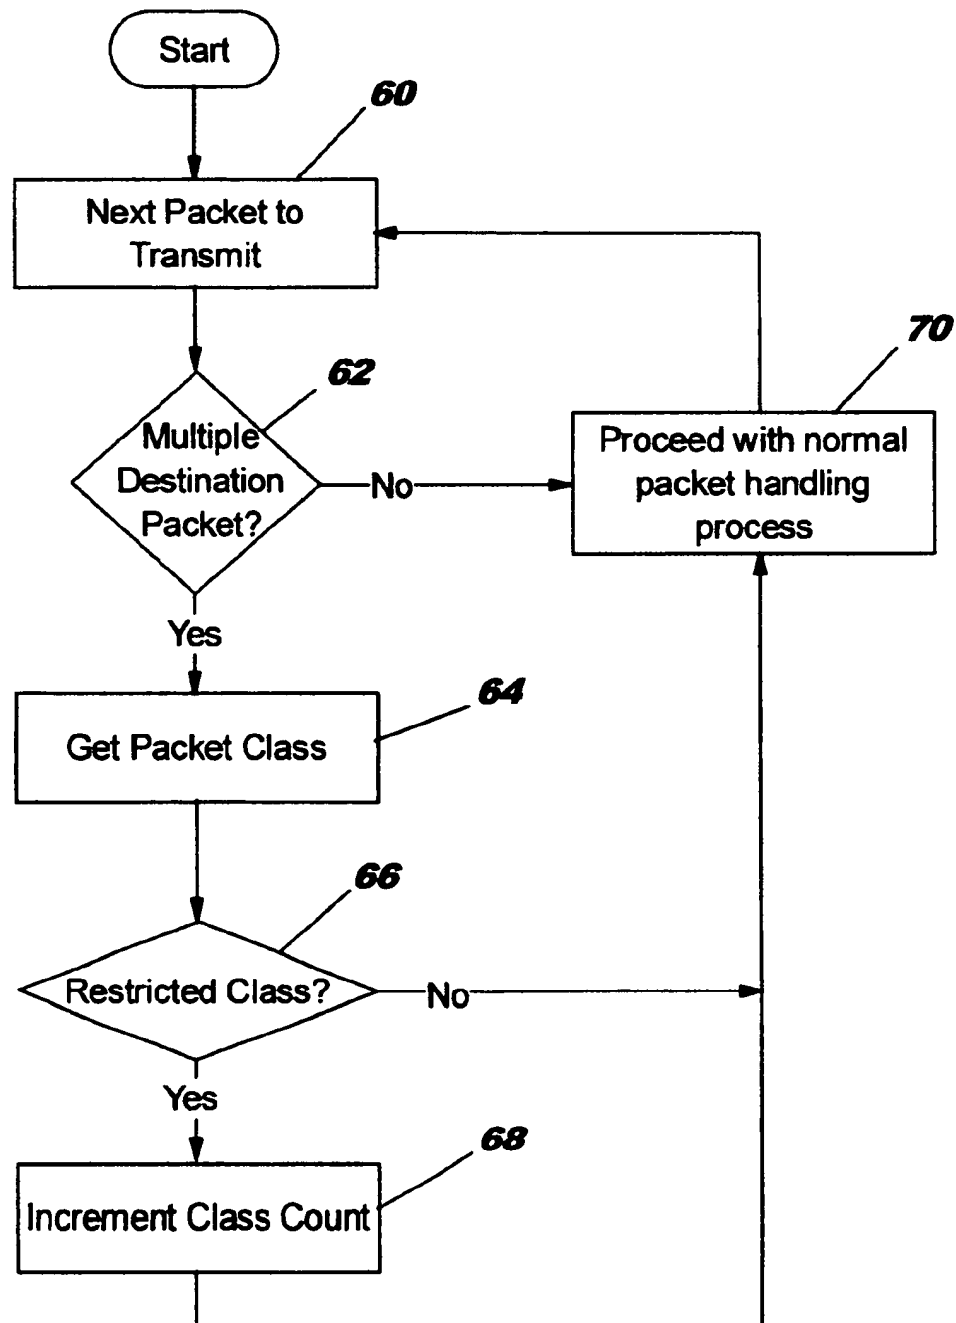 Start
60
Next Packet to
Transmit
70
62
Multiple
Destination
Packet?
No
Proceed with normal
packet handling
process
Yes
64
Get Packet Class
66
Restricted Class?
No
Yes
68
Increment Class Count